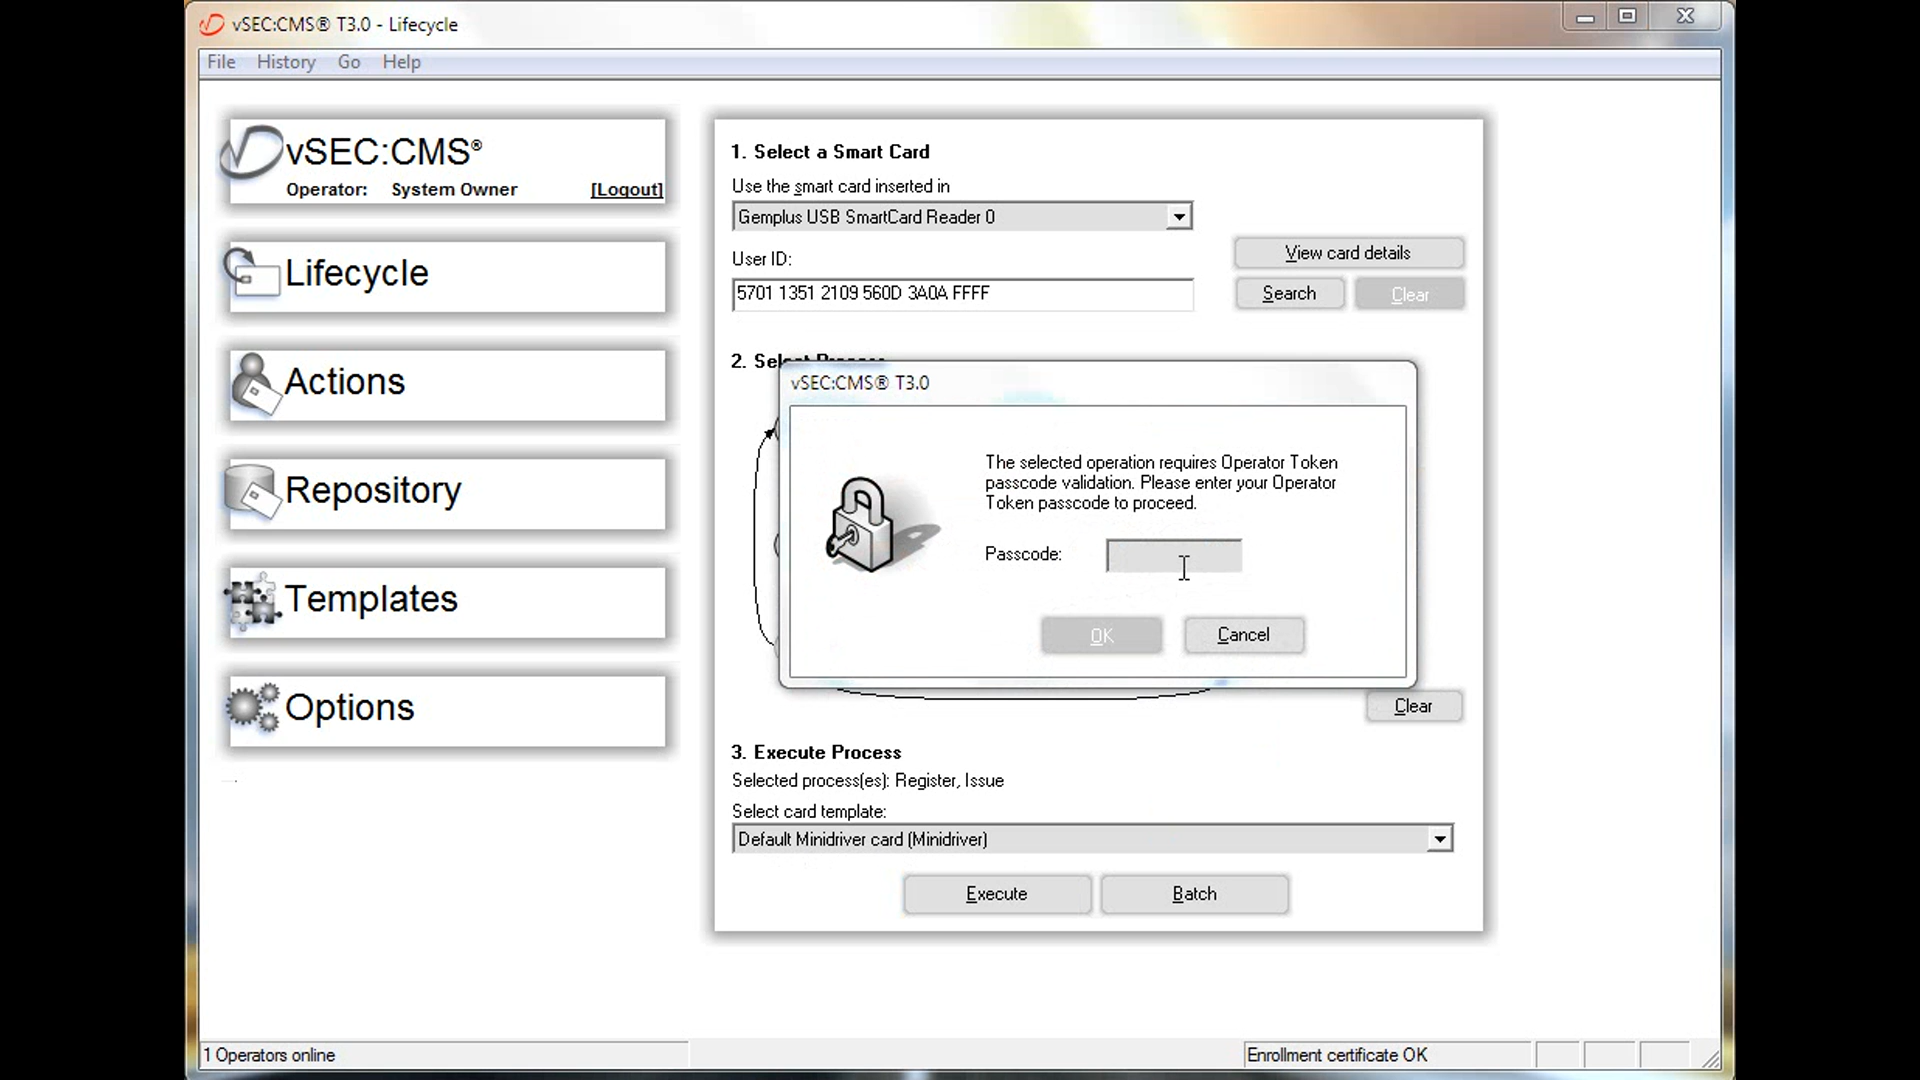 vSEC:CMS® T3.0 - Lifecycle
File History Go Help
vSEC:CMS®
Operator: System Owner [Logout]
Lifecycle
Actions
Repository
Templates
Options
1. Select a Smart Card
Use the smart card inserted in
Gemplus USB SmartCard Reader 0
User ID:
5701 1351 2109 560D 3A0A FFFF
View card details
Search Clear
2. Select Process
vSEC:CMS® T3.0
The selected operation requires Operator Token
passcode validation. Please enter your Operator
Token passcode to proceed.
Passcode:
OK Cancel
Clear
3. Execute Process
Selected process(es): Register, Issue
Select card template:
Default Minidriver card (Minidriver)
Execute Batch
1 Operators online
Enrollment certificate OK